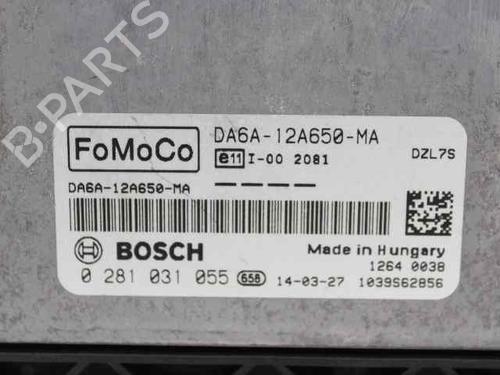 B-PARTS
FoMoCo
DA6A-12A650-MA
e11 I-00 2081
DZL7S
DA6A-12A650-MA
BOSCH
Made in Hungary
0 281 031 055 658
14-03-27
1264 0038
1039S62856